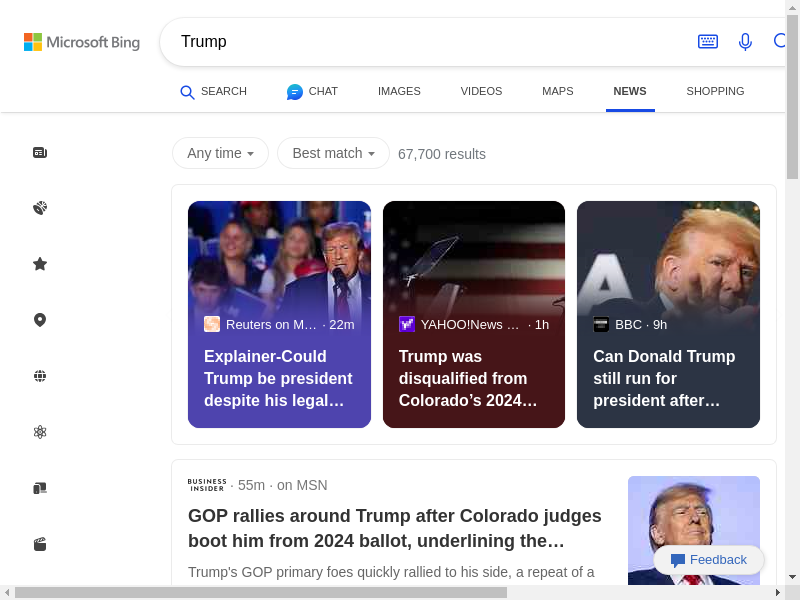 Microsoft Bing
Trump
SEARCH
CHAT
IMAGES
VIDEOS
MAPS
NEWS
SHOPPING
Any time
Best match
67,700 results
Reuters on M… · 22m
Explainer-Could
Trump be president
despite his legal…
YAHOO!News … · 1h
Trump was
disqualified from
Colorado’s 2024…
BBC · 9h
Can Donald Trump
still run for
president after…
BUSINESS
INSIDER
· 55m · on MSN
GOP rallies around Trump after Colorado judges
boot him from 2024 ballot, underlining the…
Trump's GOP primary foes quickly rallied to his side, a repeat of a
Feedback